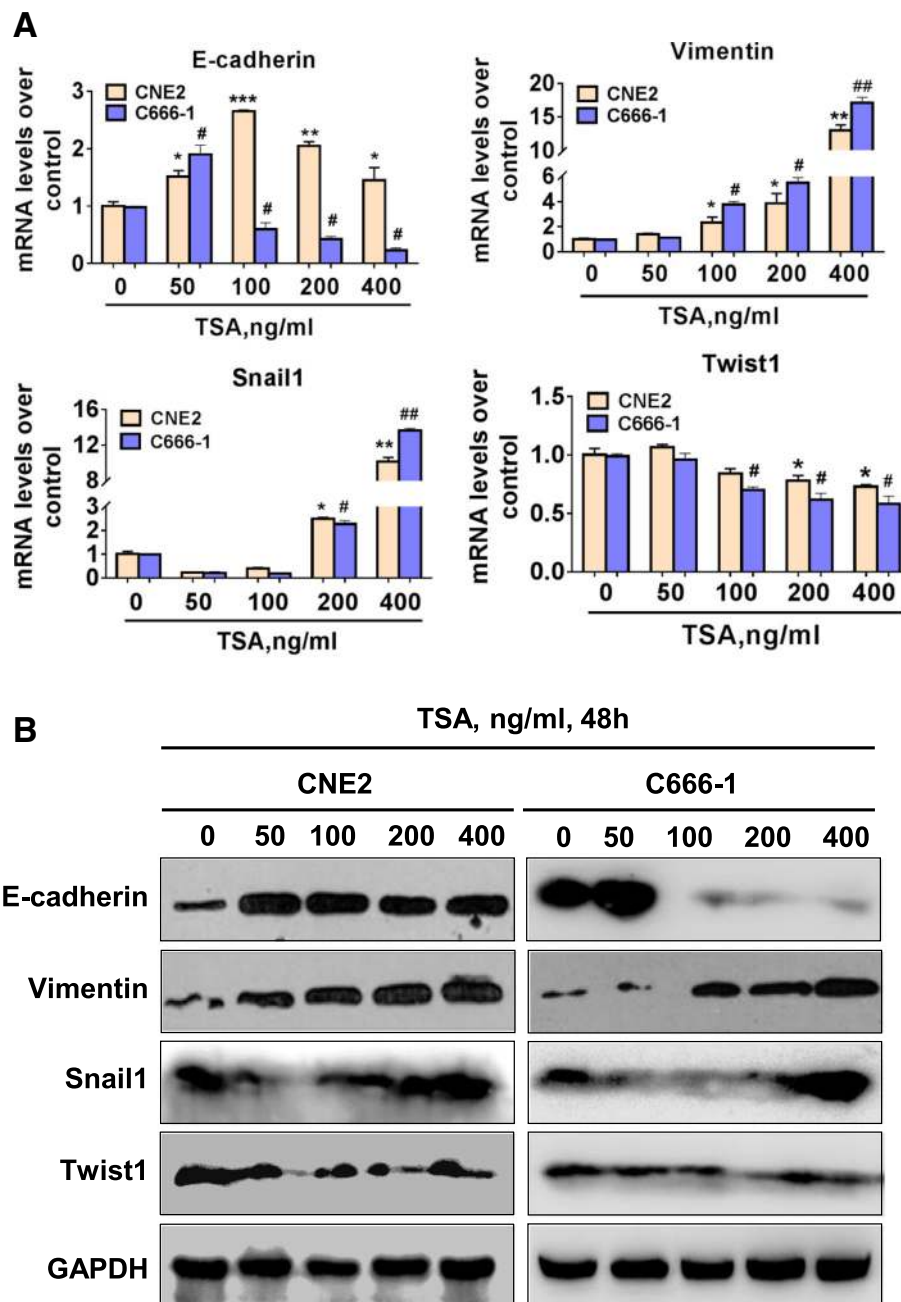 A
E-cadherin
mRNA levels over
control
3
2
1
0
CNE2
C666-1
*
#
***
#
**
#
*
#
0 50 100 200 400
TSA,ng/ml
Vimentin
mRNA levels over
control
20
15
10
6
4
2
0
CNE2
C666-1
*
#
*
#
**
##
0 50 100 200 400
TSA,ng/ml
Snail1
mRNA levels over
control
16
12
8
3
2
1
0
CNE2
C666-1
*
#
**
##
0 50 100 200 400
TSA,ng/ml
Twist1
mRNA levels over
control
1.5
1.0
0.5
0.0
CNE2
C666-1
#
*
#
*
#
0 50 100 200 400
TSA,ng/ml
B
TSA, ng/ml, 48h
CNE2 C666-1
0 50 100 200 400 0 50 100 200 400
E-cadherin
Vimentin
Snail1
Twist1
GAPDH